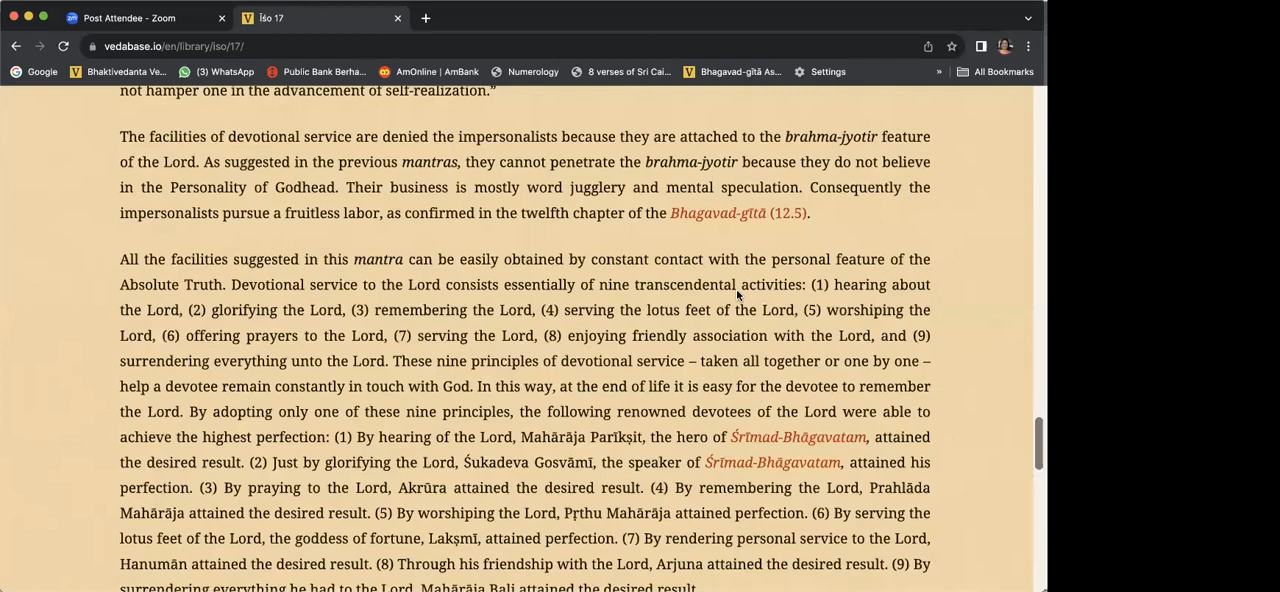 Post Attendee - Zoom
Īśo 17
vedabase.io/en/library/iso/17/
Google
Bhaktivedanta Ve...
(3) WhatsApp
Public Bank Berha...
AmOnline | AmBank
Numerology
8 verses of Sri Cai...
Bhagavad-gītā As...
Settings
»
All Bookmarks
not hamper one in the advancement of self-realization.”
The facilities of devotional service are denied the impersonalists because they are attached to the brahma-jyotir feature
of the Lord. As suggested in the previous mantras, they cannot penetrate the brahma-jyotir because they do not believe
in the Personality of Godhead. Their business is mostly word jugglery and mental speculation. Consequently the
impersonalists pursue a fruitless labor, as confirmed in the twelfth chapter of the Bhagavad-gītā (12.5).
All the facilities suggested in this mantra can be easily obtained by constant contact with the personal feature of the
Absolute Truth. Devotional service to the Lord consists essentially of nine transcendental activities: (1) hearing about
the Lord, (2) glorifying the Lord, (3) remembering the Lord, (4) serving the lotus feet of the Lord, (5) worshiping the
Lord, (6) offering prayers to the Lord, (7) serving the Lord, (8) enjoying friendly association with the Lord, and (9)
surrendering everything unto the Lord. These nine principles of devotional service – taken all together or one by one –
help a devotee remain constantly in touch with God. In this way, at the end of life it is easy for the devotee to remember
the Lord. By adopting only one of these nine principles, the following renowned devotees of the Lord were able to
achieve the highest perfection: (1) By hearing of the Lord, Mahārāja Parīkṣit, the hero of Śrīmad-Bhāgavatam, attained
the desired result. (2) Just by glorifying the Lord, Śukadeva Gosvāmī, the speaker of Śrīmad-Bhāgavatam, attained his
perfection. (3) By praying to the Lord, Akrūra attained the desired result. (4) By remembering the Lord, Prahlāda
Mahārāja attained the desired result. (5) By worshiping the Lord, Pṛthu Mahārāja attained perfection. (6) By serving the
lotus feet of the Lord, the goddess of fortune, Lakṣmī, attained perfection. (7) By rendering personal service to the Lord,
Hanumān attained the desired result. (8) Through his friendship with the Lord, Arjuna attained the desired result. (9) By
surrendering everything he had to the Lord, Mahārāja Bali attained the desired result.